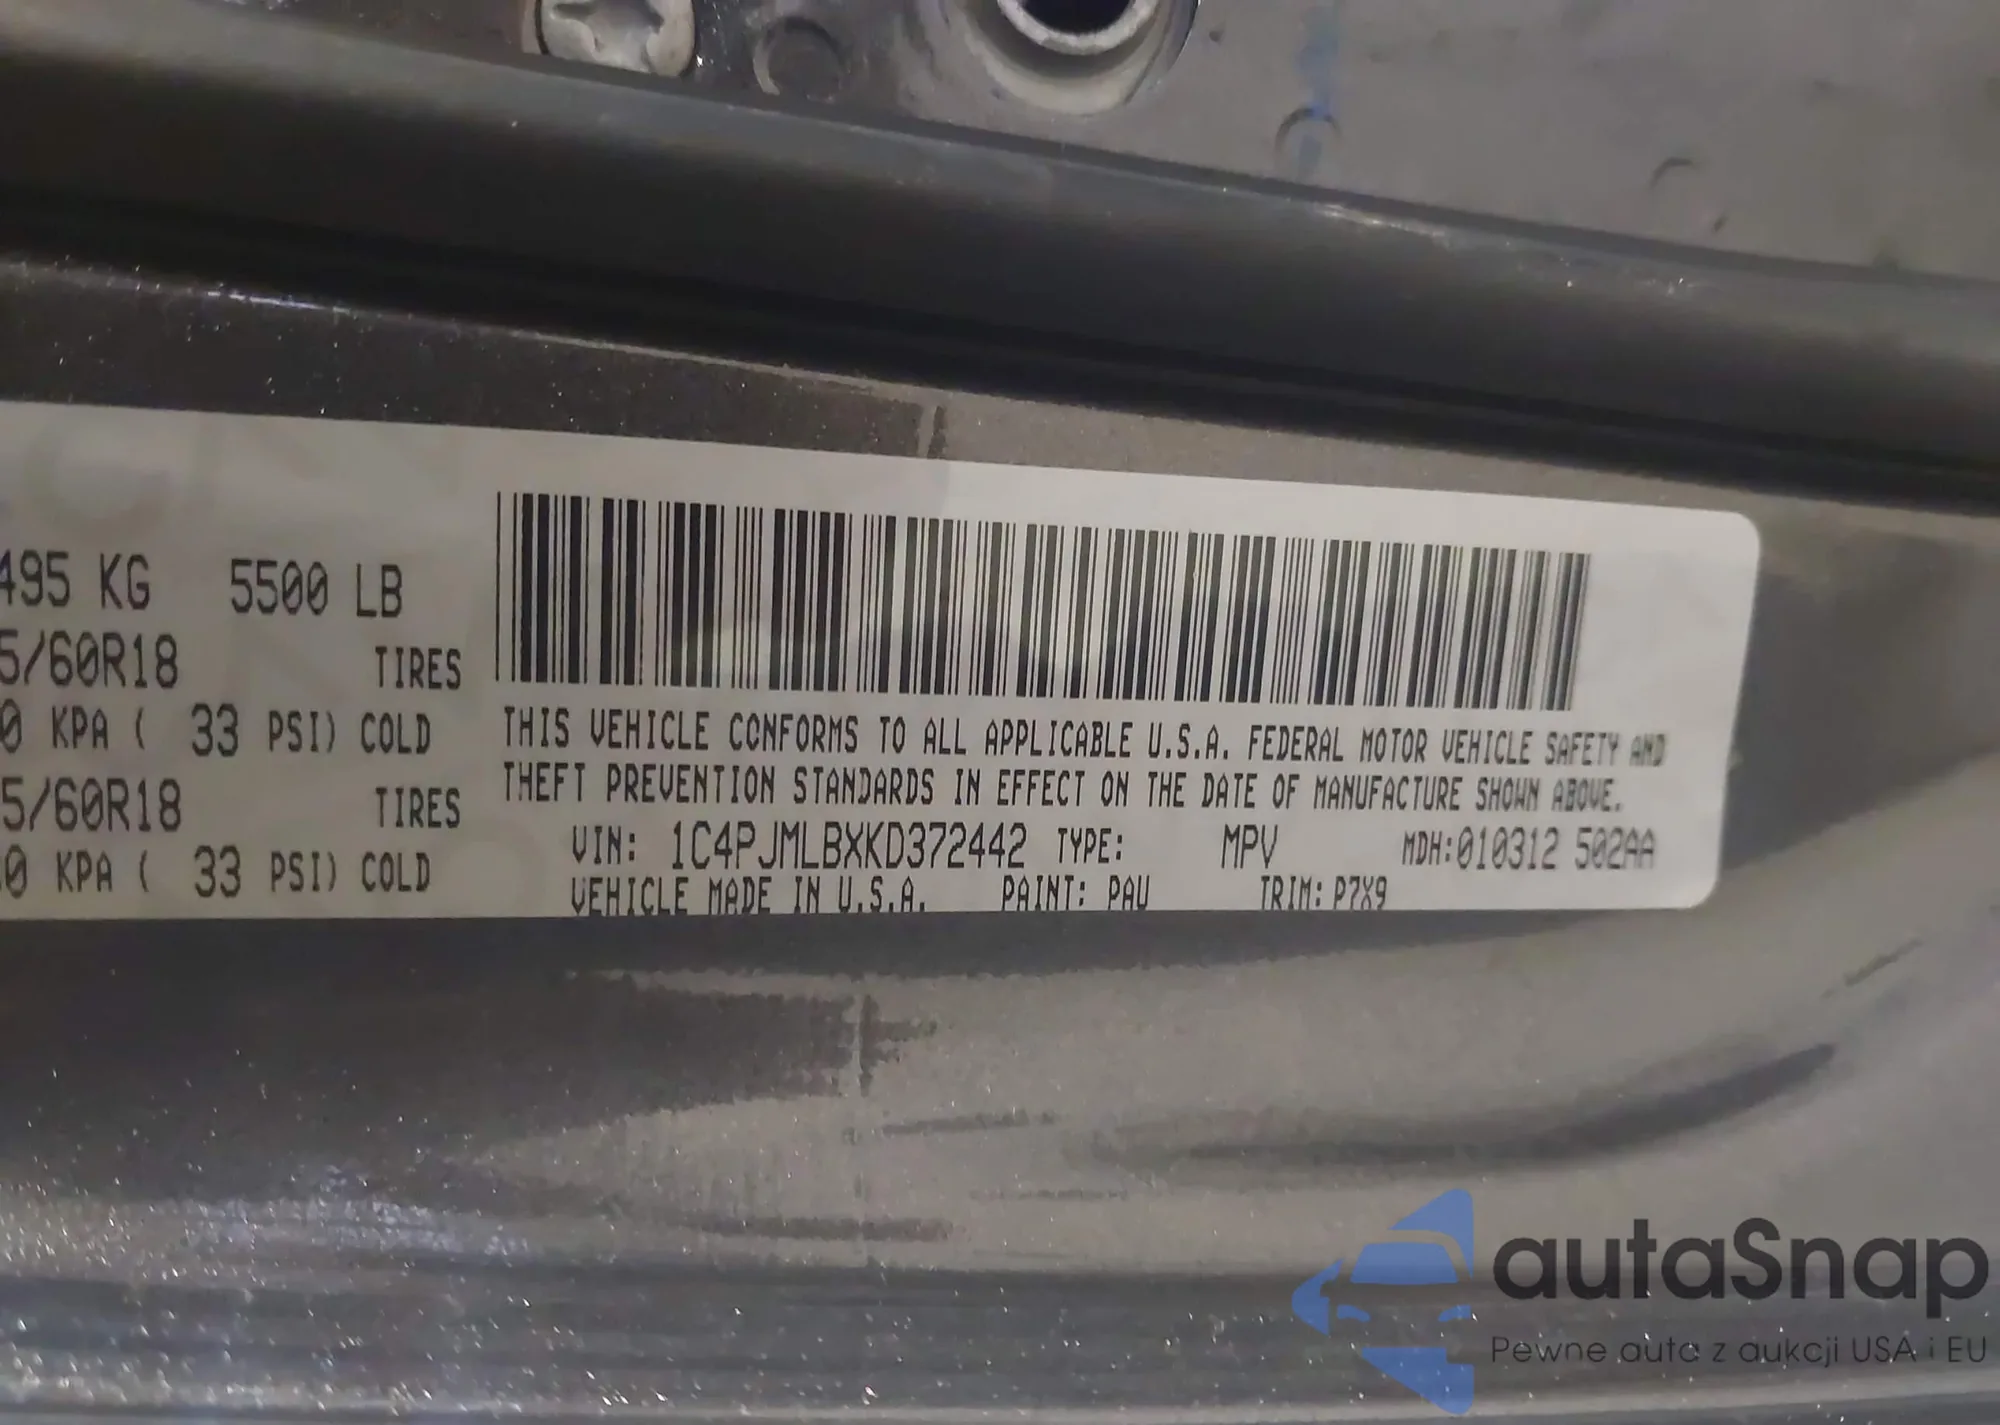 495 KG 5500 LB
5/60R18 TIRES
0 KPA ( 33 PSI) COLD
5/60R18 TIRES
0 KPA ( 33 PSI) COLD
THIS VEHICLE CONFORMS TO ALL APPLICABLE U.S.A. FEDERAL MOTOR VEHICLE SAFETY AND
THEFT PREVENTION STANDARDS IN EFFECT ON THE DATE OF MANUFACTURE SHOWN ABOVE.
VIN: 1C4PJMLBXKD372442 TYPE: MPV MDH:010312 502AA
VEHICLE MADE IN U.S.A. PAINT: PAU TRIM: P7X9
autaSnap
Pewne auta z aukcji USA i EU